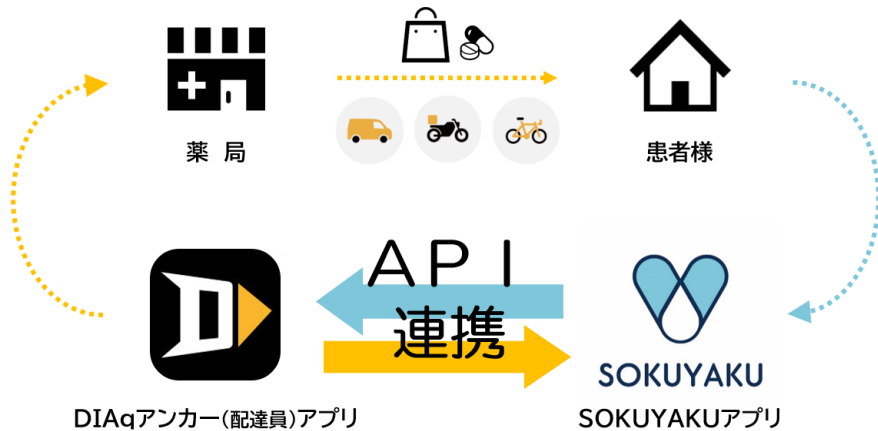 薬 局
患者様
API
連携
SOKUYAKU
DIAqアンカー(配達員)アプリ
SOKUYAKUアプリ